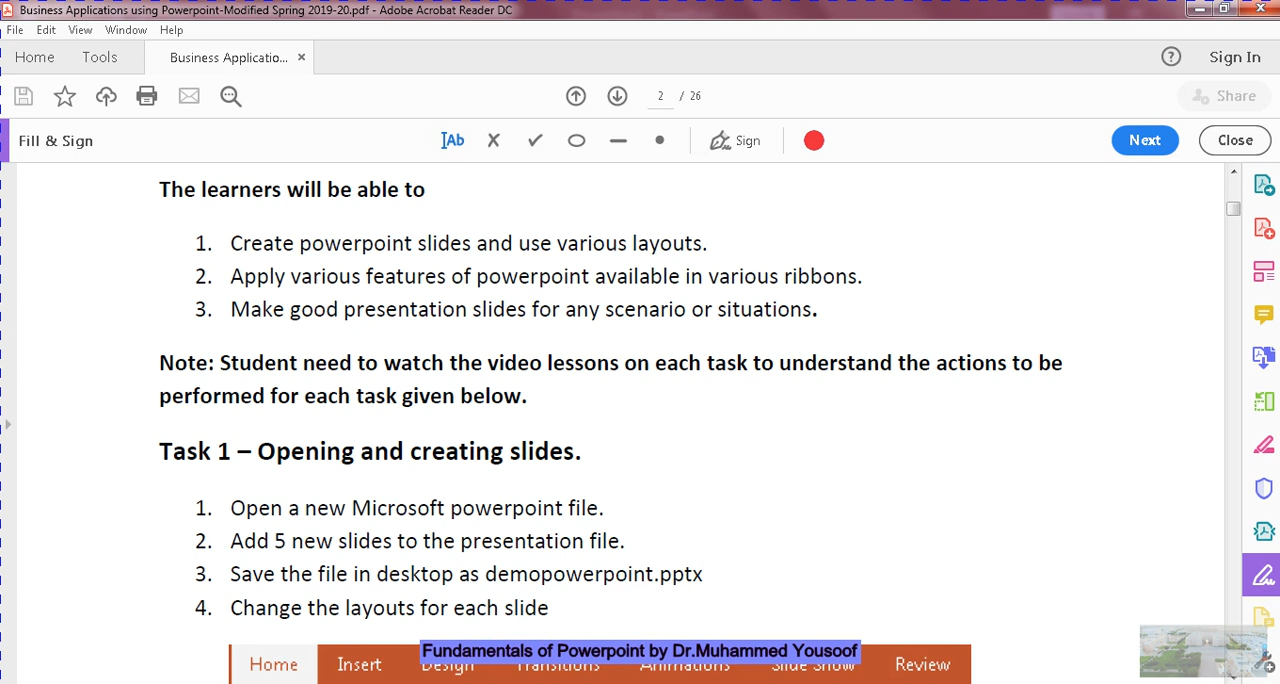 Business Applications using Powerpoint-Modified Spring 2019-20.pdf - Adobe Acrobat Reader DC
File Edit View Window Help
Home Tools Business Applicatio... ×
? Sign In
2 / 26
Share
Fill & Sign
Ab
Sign
Next
Close
The learners will be able to
1. Create powerpoint slides and use various layouts.
2. Apply various features of powerpoint available in various ribbons.
3. Make good presentation slides for any scenario or situations.
Note: Student need to watch the video lessons on each task to understand the actions to be
performed for each task given below.
Task 1 – Opening and creating slides.
1. Open a new Microsoft powerpoint file.
2. Add 5 new slides to the presentation file.
3. Save the file in desktop as demopowerpoint.pptx
4. Change the layouts for each slide
Fundamentals of Powerpoint by Dr.Muhammed Yousoof
Home Insert Design Transitions Animations Slide Show Review